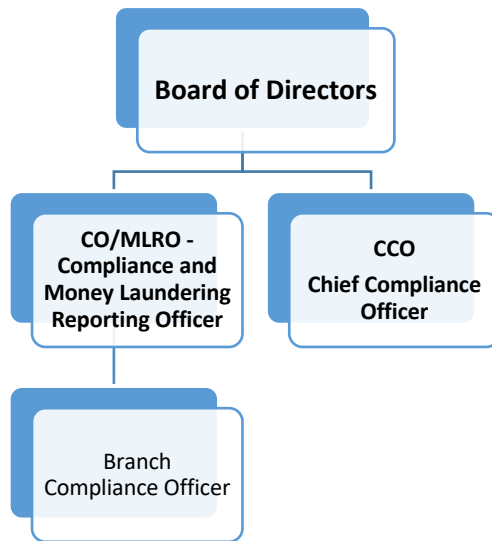 Board of Directors
CO/MLRO -
Compliance and
Money Laundering
Reporting Officer
CCO
Chief Compliance
Officer
Branch
Compliance Officer